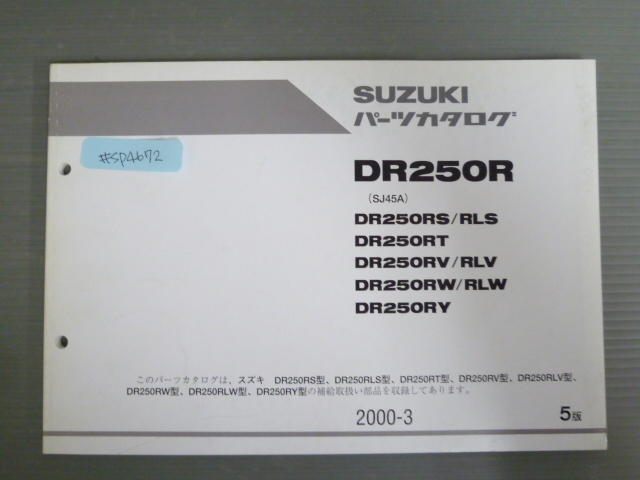 SUZUKI
パーツカタログ
#SP4672
DR250R
(SJ45A)
DR250RS/RLS
DR250RT
DR250RV/RLV
DR250RW/RLW
DR250RY
このパーツカタログは、スズキ DR250RS型、DR250RLS型、DR250RT型、DR250RV型、DR250RLV型、
DR250RW型、DR250RLW型、DR250RY型の補給取扱い部品を収録してあります。
2000-3
5版